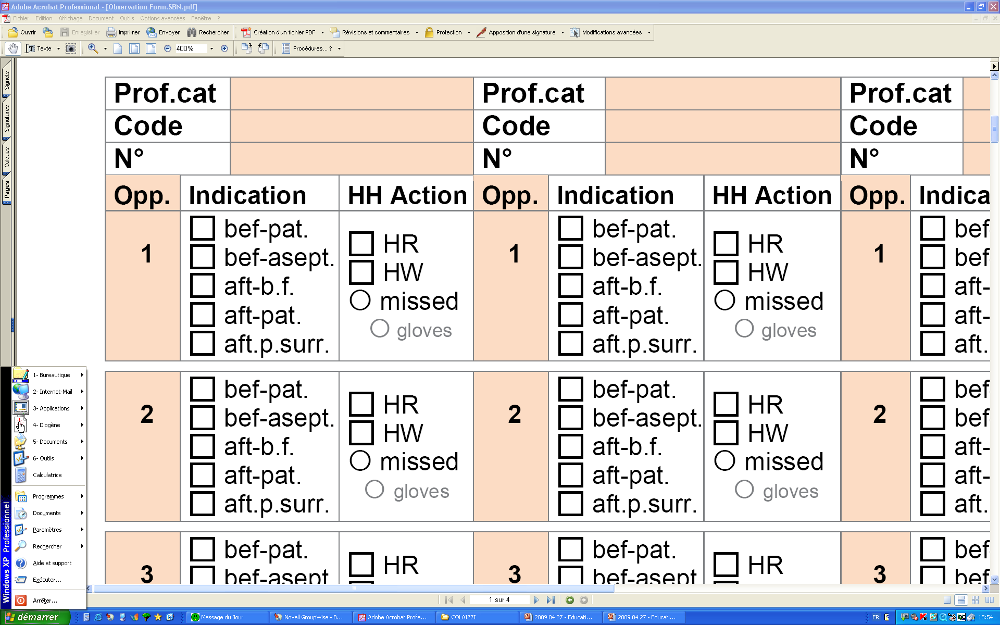 Adobe Acrobat Professional - [Observation Form.SBN.pdf]
Fichier Edition Affichage Document Outils Options avancées Fenêtre ?
Ouvrir Enregistrer Imprimer Envoyer Rechercher Création d'un fichier PDF Révisions et commentaires Protection Apposition d'une signature Modifications avancées
Texte 400% Procédures... ?
Signets
Signatures
Calques
Pages
Prof.cat Prof.cat Prof.cat
Code Code Code
N° N° N°
Opp. Indication HH Action Opp. Indication HH Action Opp. Indica
1 1 1
bef-pat. bef-pat. bef-
HR HR
bef-asept. bef-asept. bef-
HW HW
aft-b.f. aft-b.f. aft-
missed missed
aft-pat. aft-pat. aft-
gloves gloves
aft.p.surr. aft.p.surr. aft.
2 2 2
bef-pat. bef-pat. bef-
HR HR
bef-asept. bef-asept. bef-
HW HW
aft-b.f. aft-b.f. aft-
missed missed
aft-pat. aft-pat. aft-
gloves gloves
aft.p.surr. aft.p.surr. aft.
3 3 3
bef-pat. bef-pat. bef-
HR HR
bef-asept bef-asept bef-
1- Bureautique
2- Internet-Mail
3- Applications
4- Diogène
5- Documents
6- Outils
Calculatrice
Programmes
Documents
Paramètres
Rechercher
Aide et support
Exécuter...
Arrêter...
Windows XP Professionnel
1 sur 4
démarrer Message du Jour Novell GroupWise - B... Adobe Acrobat Profe... COLAIZZI 2009 04 27 - Educati... 2009 04 27 - Educati... FR 15:54